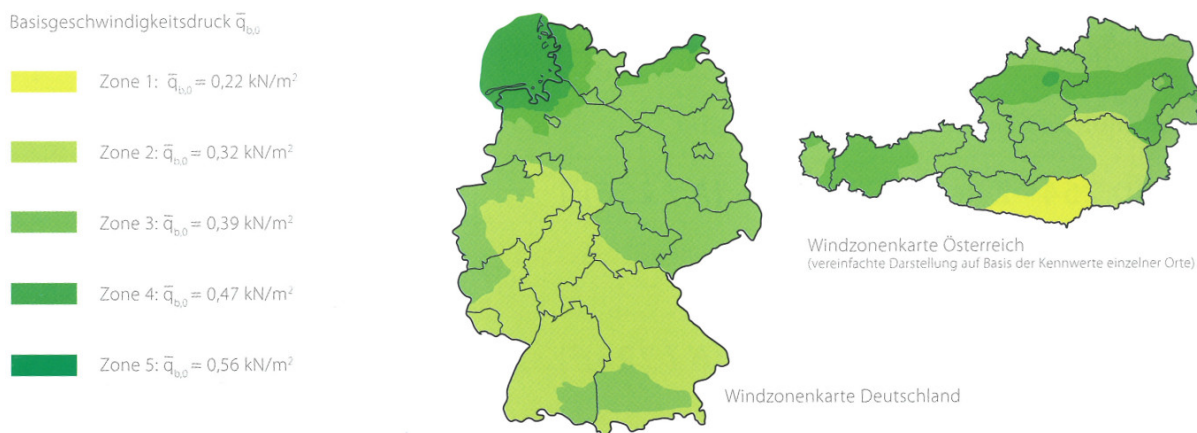 Basisgeschwindigkeitsdruck q̅b,0
Zone 1: q̅b,0 = 0,22 kN/m²
Zone 2: q̅b,0 = 0,32 kN/m²
Zone 3: q̅b,0 = 0,39 kN/m²
Zone 4: q̅b,0 = 0,47 kN/m²
Zone 5: q̅b,0 = 0,56 kN/m²
Windzonenkarte Österreich
(vereinfachte Darstellung auf Basis der Kennwerte einzelner Orte)
Windzonenkarte Deutschland